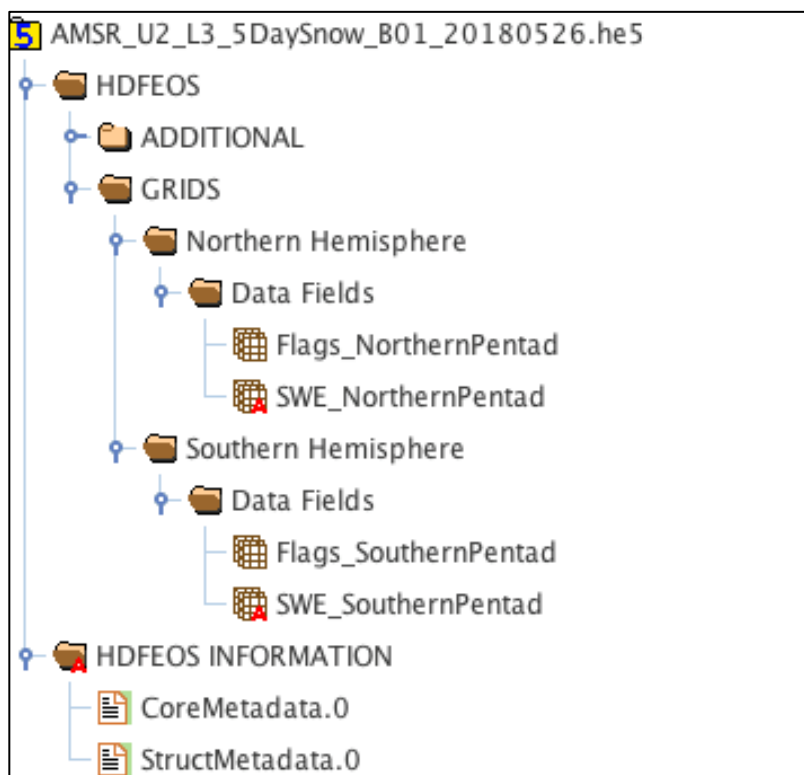 AMSR_U2_L3_5DaySnow_B01_20180526.he5
HDFEOS
ADDITIONAL
GRIDS
Northern Hemisphere
Data Fields
Flags_NorthernPentad
SWE_NorthernPentad
Southern Hemisphere
Data Fields
Flags_SouthernPentad
SWE_SouthernPentad
HDFEOS INFORMATION
CoreMetadata.0
StructMetadata.0